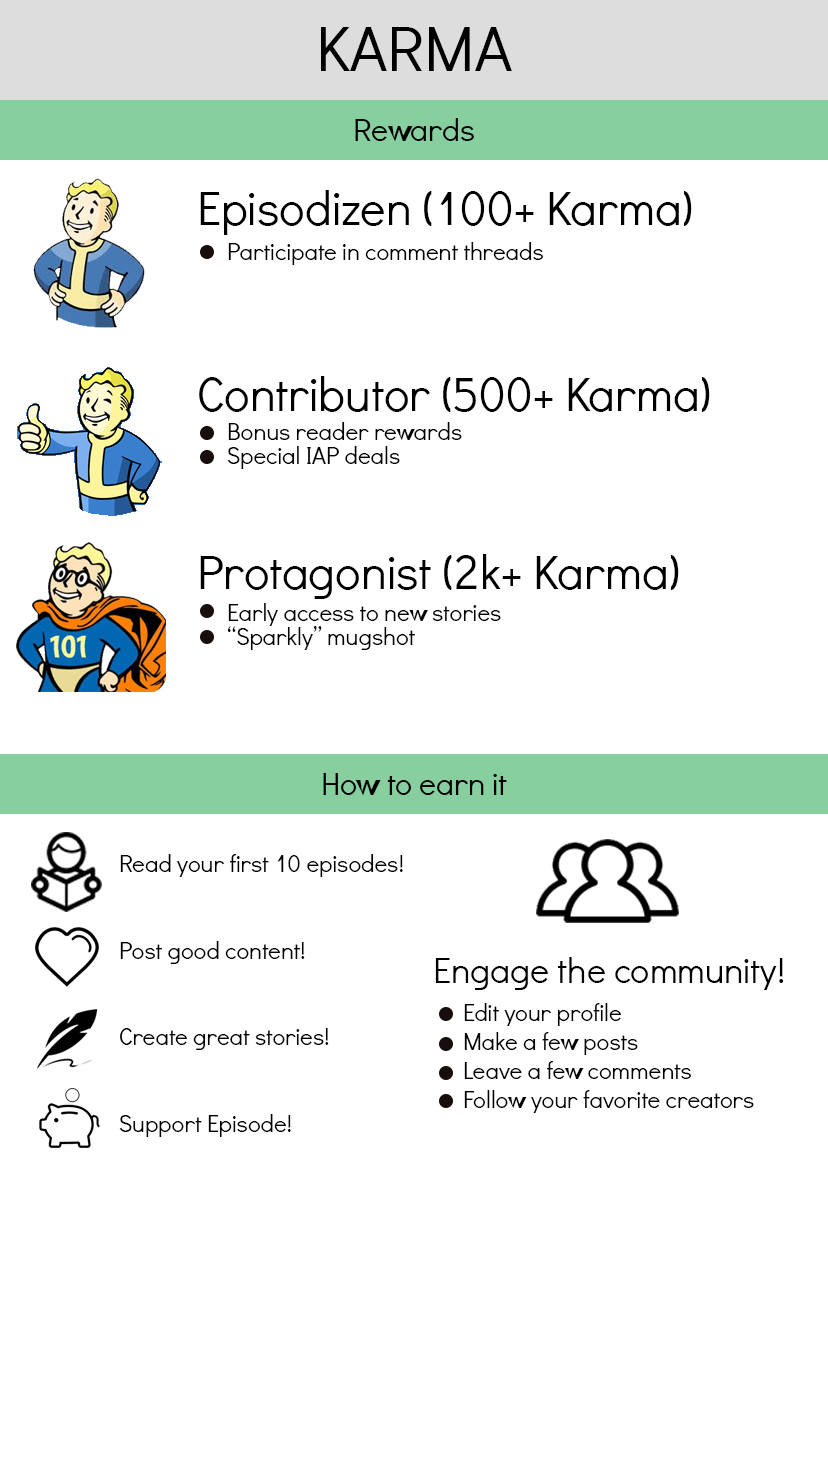 KARMA
Rewards
Episodizen (100+ Karma)
● Participate in comment threads
Contributor (500+ Karma)
● Bonus reader rewards
● Special IAP deals
Protagonist (2k+ Karma)
● Early access to new stories
● “Sparkly” mugshot
101
How to earn it
Read your first 10 episodes!
Post good content!
Create great stories!
Support Episode!
Engage the community!
● Edit your profile
● Make a few posts
● Leave a few comments
● Follow your favorite creators